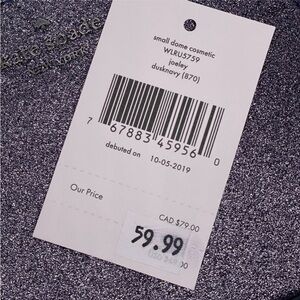 kate spade
NEW YORK
small dome cosmetic
WLRU5759
joeley
dusknavy (870)
7 67883 45956 0
debuted on 10-05-2019
Our Price
CAD $79.00
59.99